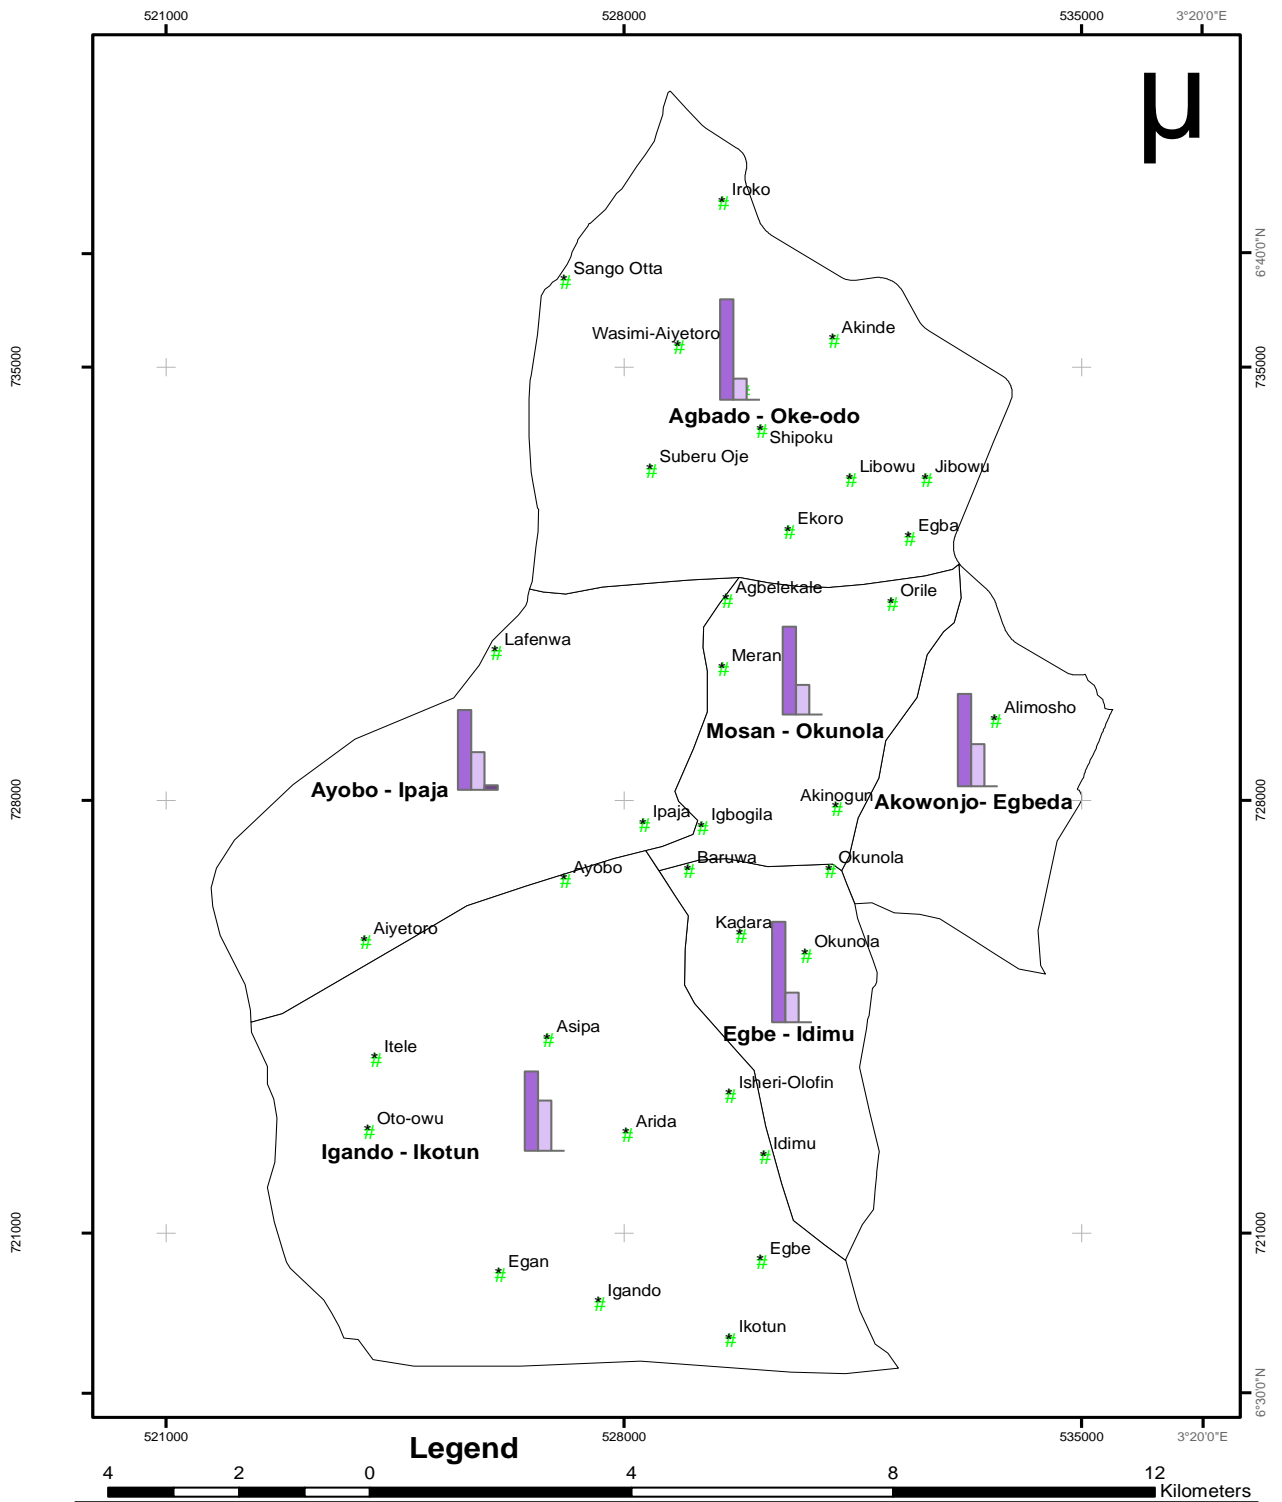 521000 528000 535000 3°20'0"E
µ
Iroko
6°40'0"N
Sango Otta
Wasimi-Aiyetoro
Akinde
735000
735000
Agbado - Oke-odo
Shipoku
Suberu Oje
Libowu
Jibowu
Ekoro
Egba
Agbelekale
Orile
Lafenwa
Meran
Alimosho
Mosan - Okunola
Ayobo - Ipaja
Akinogun
Akowonjo- Egbeda
728000
728000
Ipaja
Igbogila
Baruwa
Okunola
Ayobo
Kadara
Aiyetoro
Okunola
Asipa
Egbe - Idimu
Itele
Isheri-Olofin
Oto-owu
Arida
Igando - Ikotun
Idimu
721000
721000
Egbe
Egan
Igando
Ikotun
6°30'0"N
521000 528000 535000 3°20'0"E
Legend
4 2 0 4 8 12
Kilometers